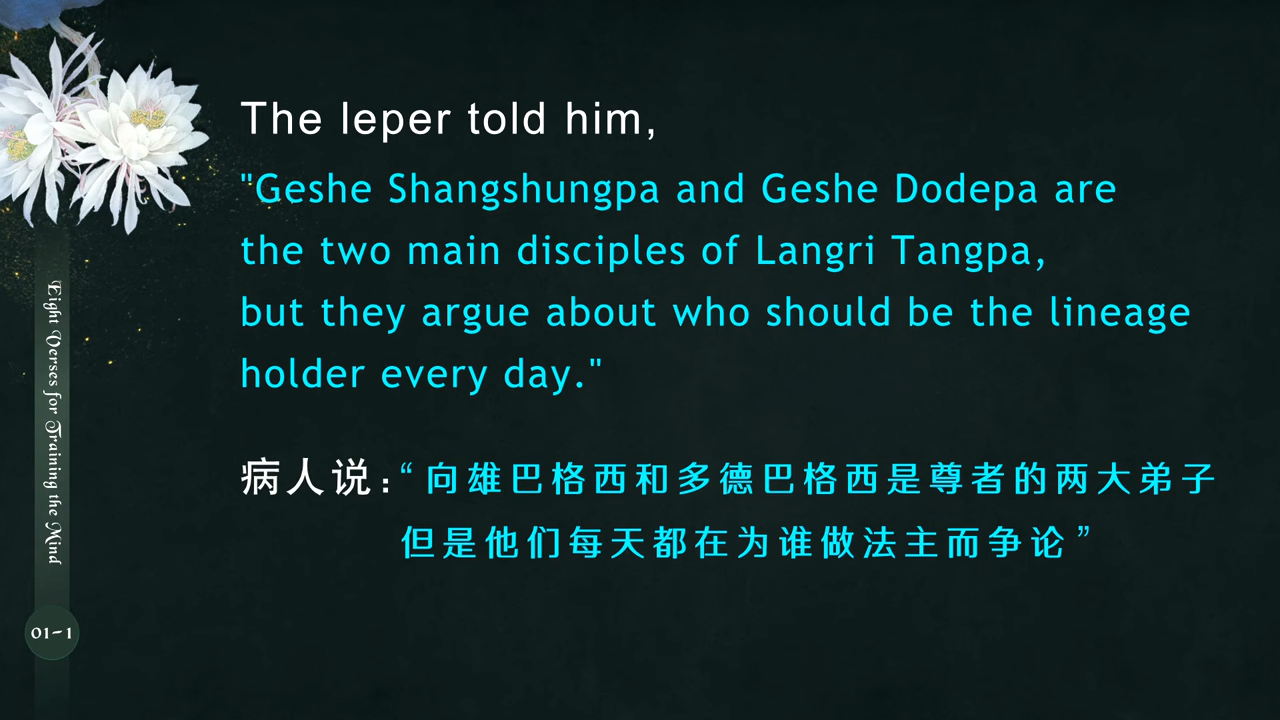 The leper told him,
"Geshe Shangshungpa and Geshe Dodepa are
the two main disciples of Langri Tangpa,
but they argue about who should be the lineage
holder every day."
病人说:“向雄巴格西和多德巴格西是尊者的两大弟子
但是他们每天都在为谁做法主而争论”
Eight Verses for Training the Mind
01-1